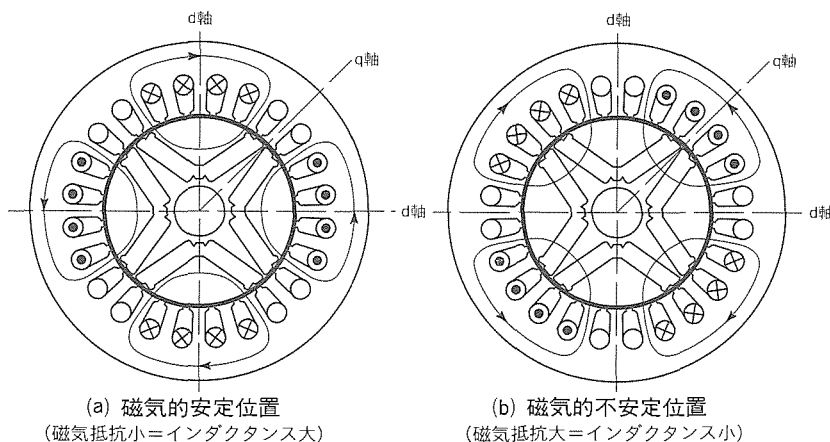 d軸
q軸
d軸
(a) 磁気的安定位置
(磁気抵抗小=インダクタンス大)
d軸
q軸
d軸
(b) 磁気的不安定位置
(磁気抵抗大=インダクタンス小)